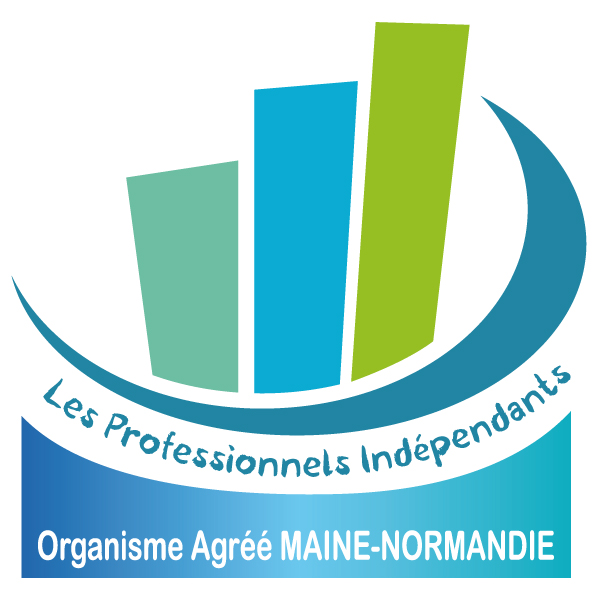 Les Professionnels Indépendants
Organisme Agréé MAINE-NORMANDIE